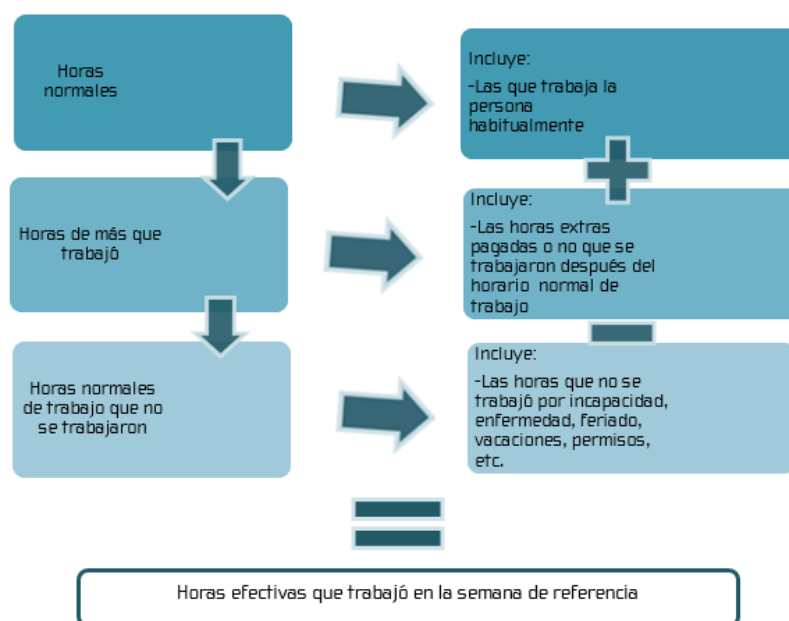 Horas
normales
Incluye:
-Las que trabaja la
persona
habitualmente
Horas de más que
trabajó
Incluye:
-Las horas extras
pagadas o no que se
trabajaron después del
horario normal de
trabajo
Horas normales
de trabajo que no
se trabajaron
Incluye:
-Las horas que no se
trabajó por incapacidad,
enfermedad, feriado,
vacaciones, permisos,
etc.
Horas efectivas que trabajó en la semana de referencia